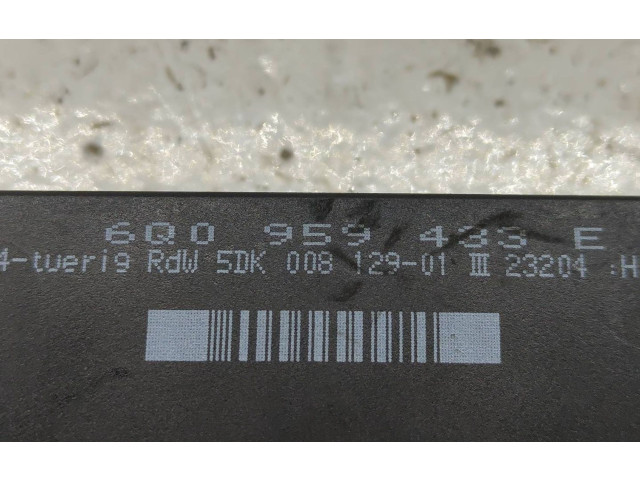 6Q0 959 433 E
4-tuerig RdW 5DK 008 129-01 III 23204 :H